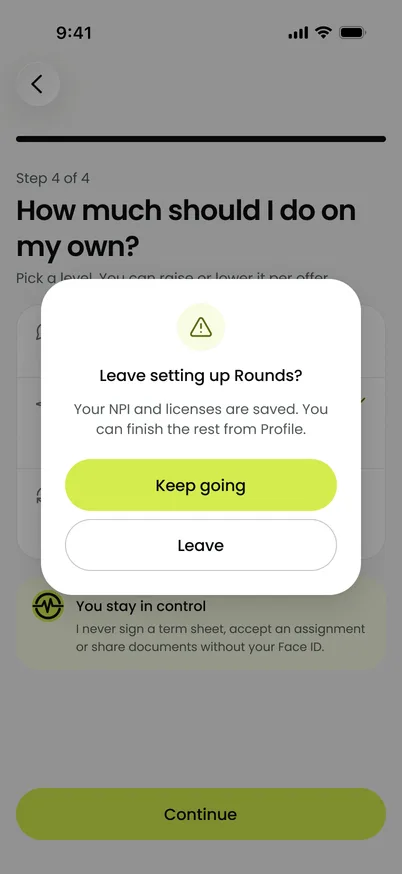 9:41
Step 4 of 4
How much should I do on
my own?
Pick a level. You can raise or lower it per offer.
Leave setting up Rounds?
Your NPI and licenses are saved. You
can finish the rest from Profile.
Keep going
Leave
You stay in control
I never sign a term sheet, accept an assignment
or share documents without your Face ID.
Continue